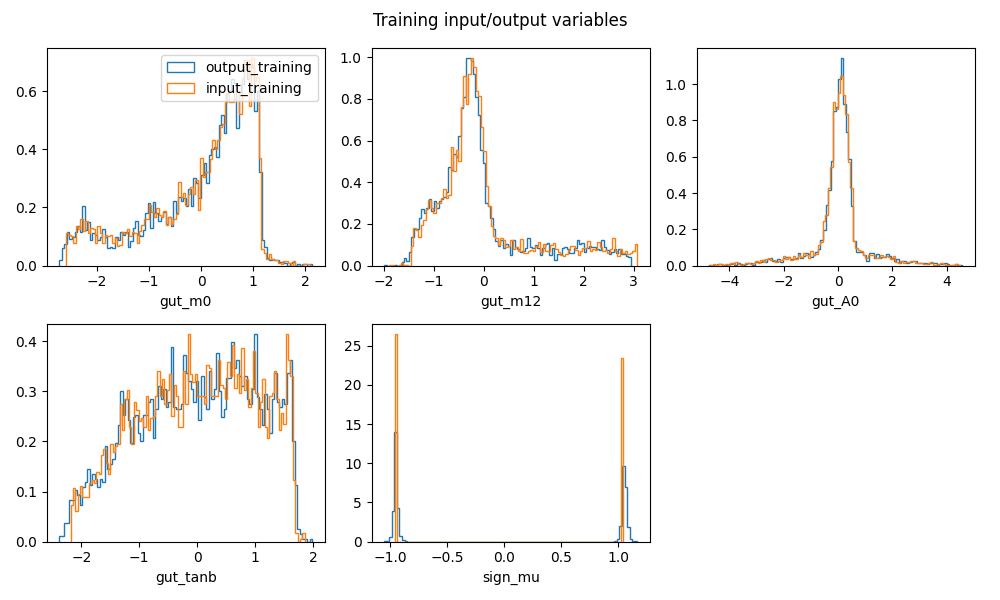 Training input/output variables
output_training
input_training
0.6
0.4
0.2
0.0
−2 −1 0 1 2
gut_m0
1.0
0.8
0.6
0.4
0.2
0.0
−2 −1 0 1 2 3
gut_m12
1.0
0.8
0.6
0.4
0.2
0.0
−4 −2 0 2 4
gut_A0
0.4
0.3
0.2
0.1
0.0
−2 −1 0 1 2
gut_tanb
25
20
15
10
5
0
−1.0 −0.5 0.0 0.5 1.0
sign_mu